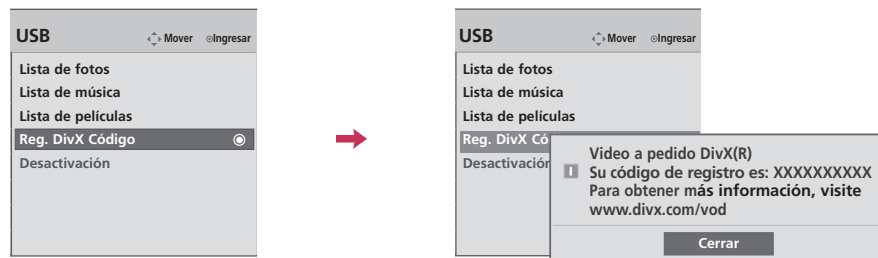 USB Mover Ingresar
Lista de fotos
Lista de música
Lista de películas
Reg. DivX Código
Desactivación
USB Mover Ingresar
Lista de fotos
Lista de música
Lista de películas
Reg. DivX Có
Desactivación
Video a pedido DivX(R)
Su código de registro es: XXXXXXXXXX
Para obtener más información, visite
www.divx.com/vod
Cerrar